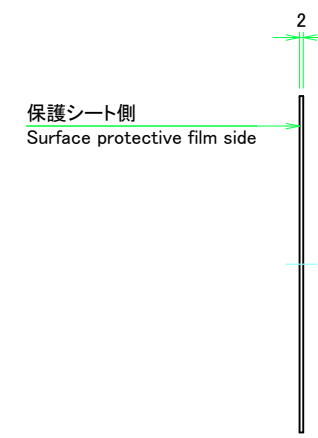 2
保護シート側
Surface protective film side